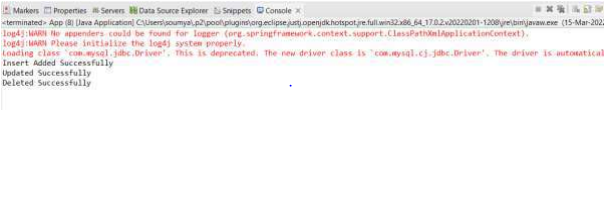 Markers Properties Servers Data Source Explorer Snippets Console
<terminated> App (8) [Java Application] C:\Users\soumya\.p2\pool\plugins\org.eclipse.justj.openjdk.hotspot.jre.full.win32.x86_64_17.0.2.v20220201-1208\jre\bin\javaw.exe (15-Mar-202
log4j:WARN No appenders could be found for logger (org.springframework.context.support.ClassPathXmlApplicationContext).
log4j:WARN Please initialize the log4j system properly.
Loading class `com.mysql.jdbc.Driver'. This is deprecated. The new driver class is `com.mysql.cj.jdbc.Driver'. The driver is automatical
Insert Added Successfully
Updated Successfully
Deleted Successfully